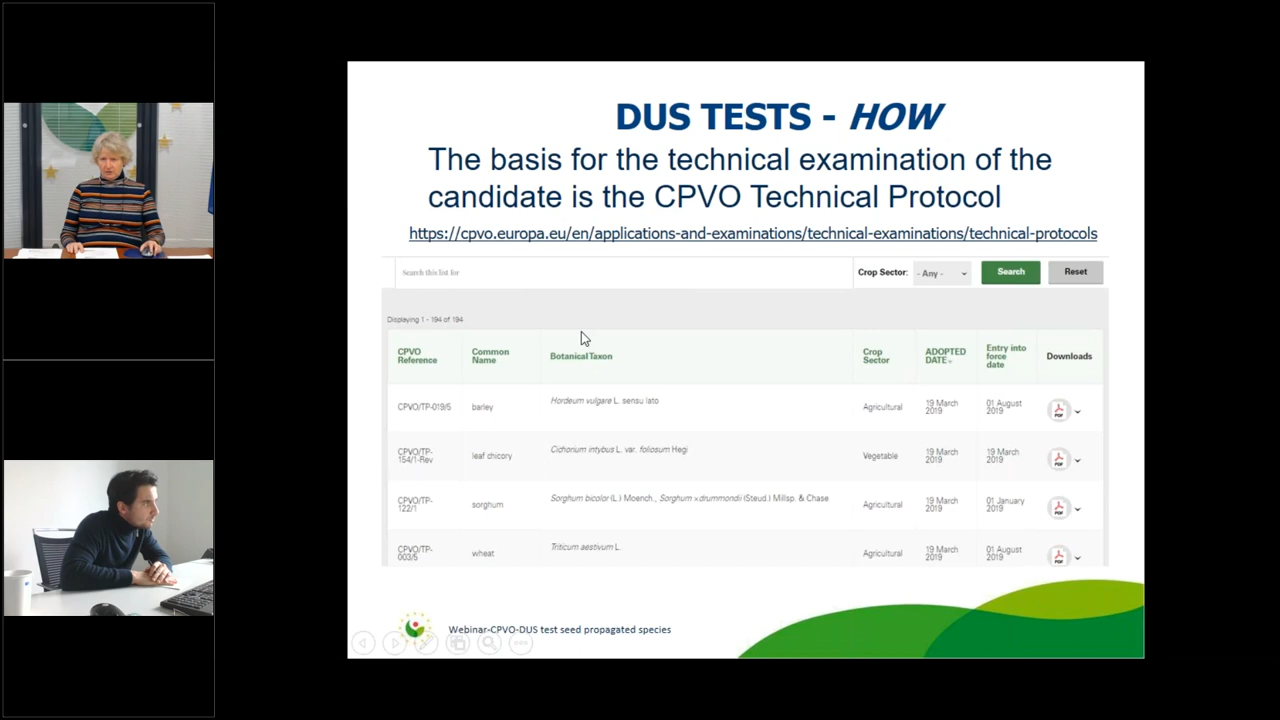 DUS TESTS - HOW
The basis for the technical examination of the
candidate is the CPVO Technical Protocol
https://cpvo.europa.eu/en/applications-and-examinations/technical-examinations/technical-protocols
Search this list for
Crop Sector: - Any - Search Reset
Displaying 1 - 194 of 194
CPVO Reference Common Name Botanical Taxon Crop Sector ADOPTED DATE Entry into force date Downloads
CPVO/TP-019/5 barley Hordeum vulgare L. sensu lato Agricultural 19 March 2019 01 August 2019 PDF
CPVO/TP-154/1-Rev leaf chicory Cichorium intybus L. var. foliosum Hegi Vegetable 19 March 2019 19 March 2019 PDF
CPVO/TP-122/1 sorghum Sorghum bicolor (L.) Moench., Sorghum ×drummondii (Steud.) Millsp. & Chase Agricultural 19 March 2019 01 January 2019 PDF
CPVO/TP-003/5 wheat Triticum aestivum L. Agricultural 19 March 2019 01 August 2019 PDF
Webinar-CPVO-DUS test seed propagated species